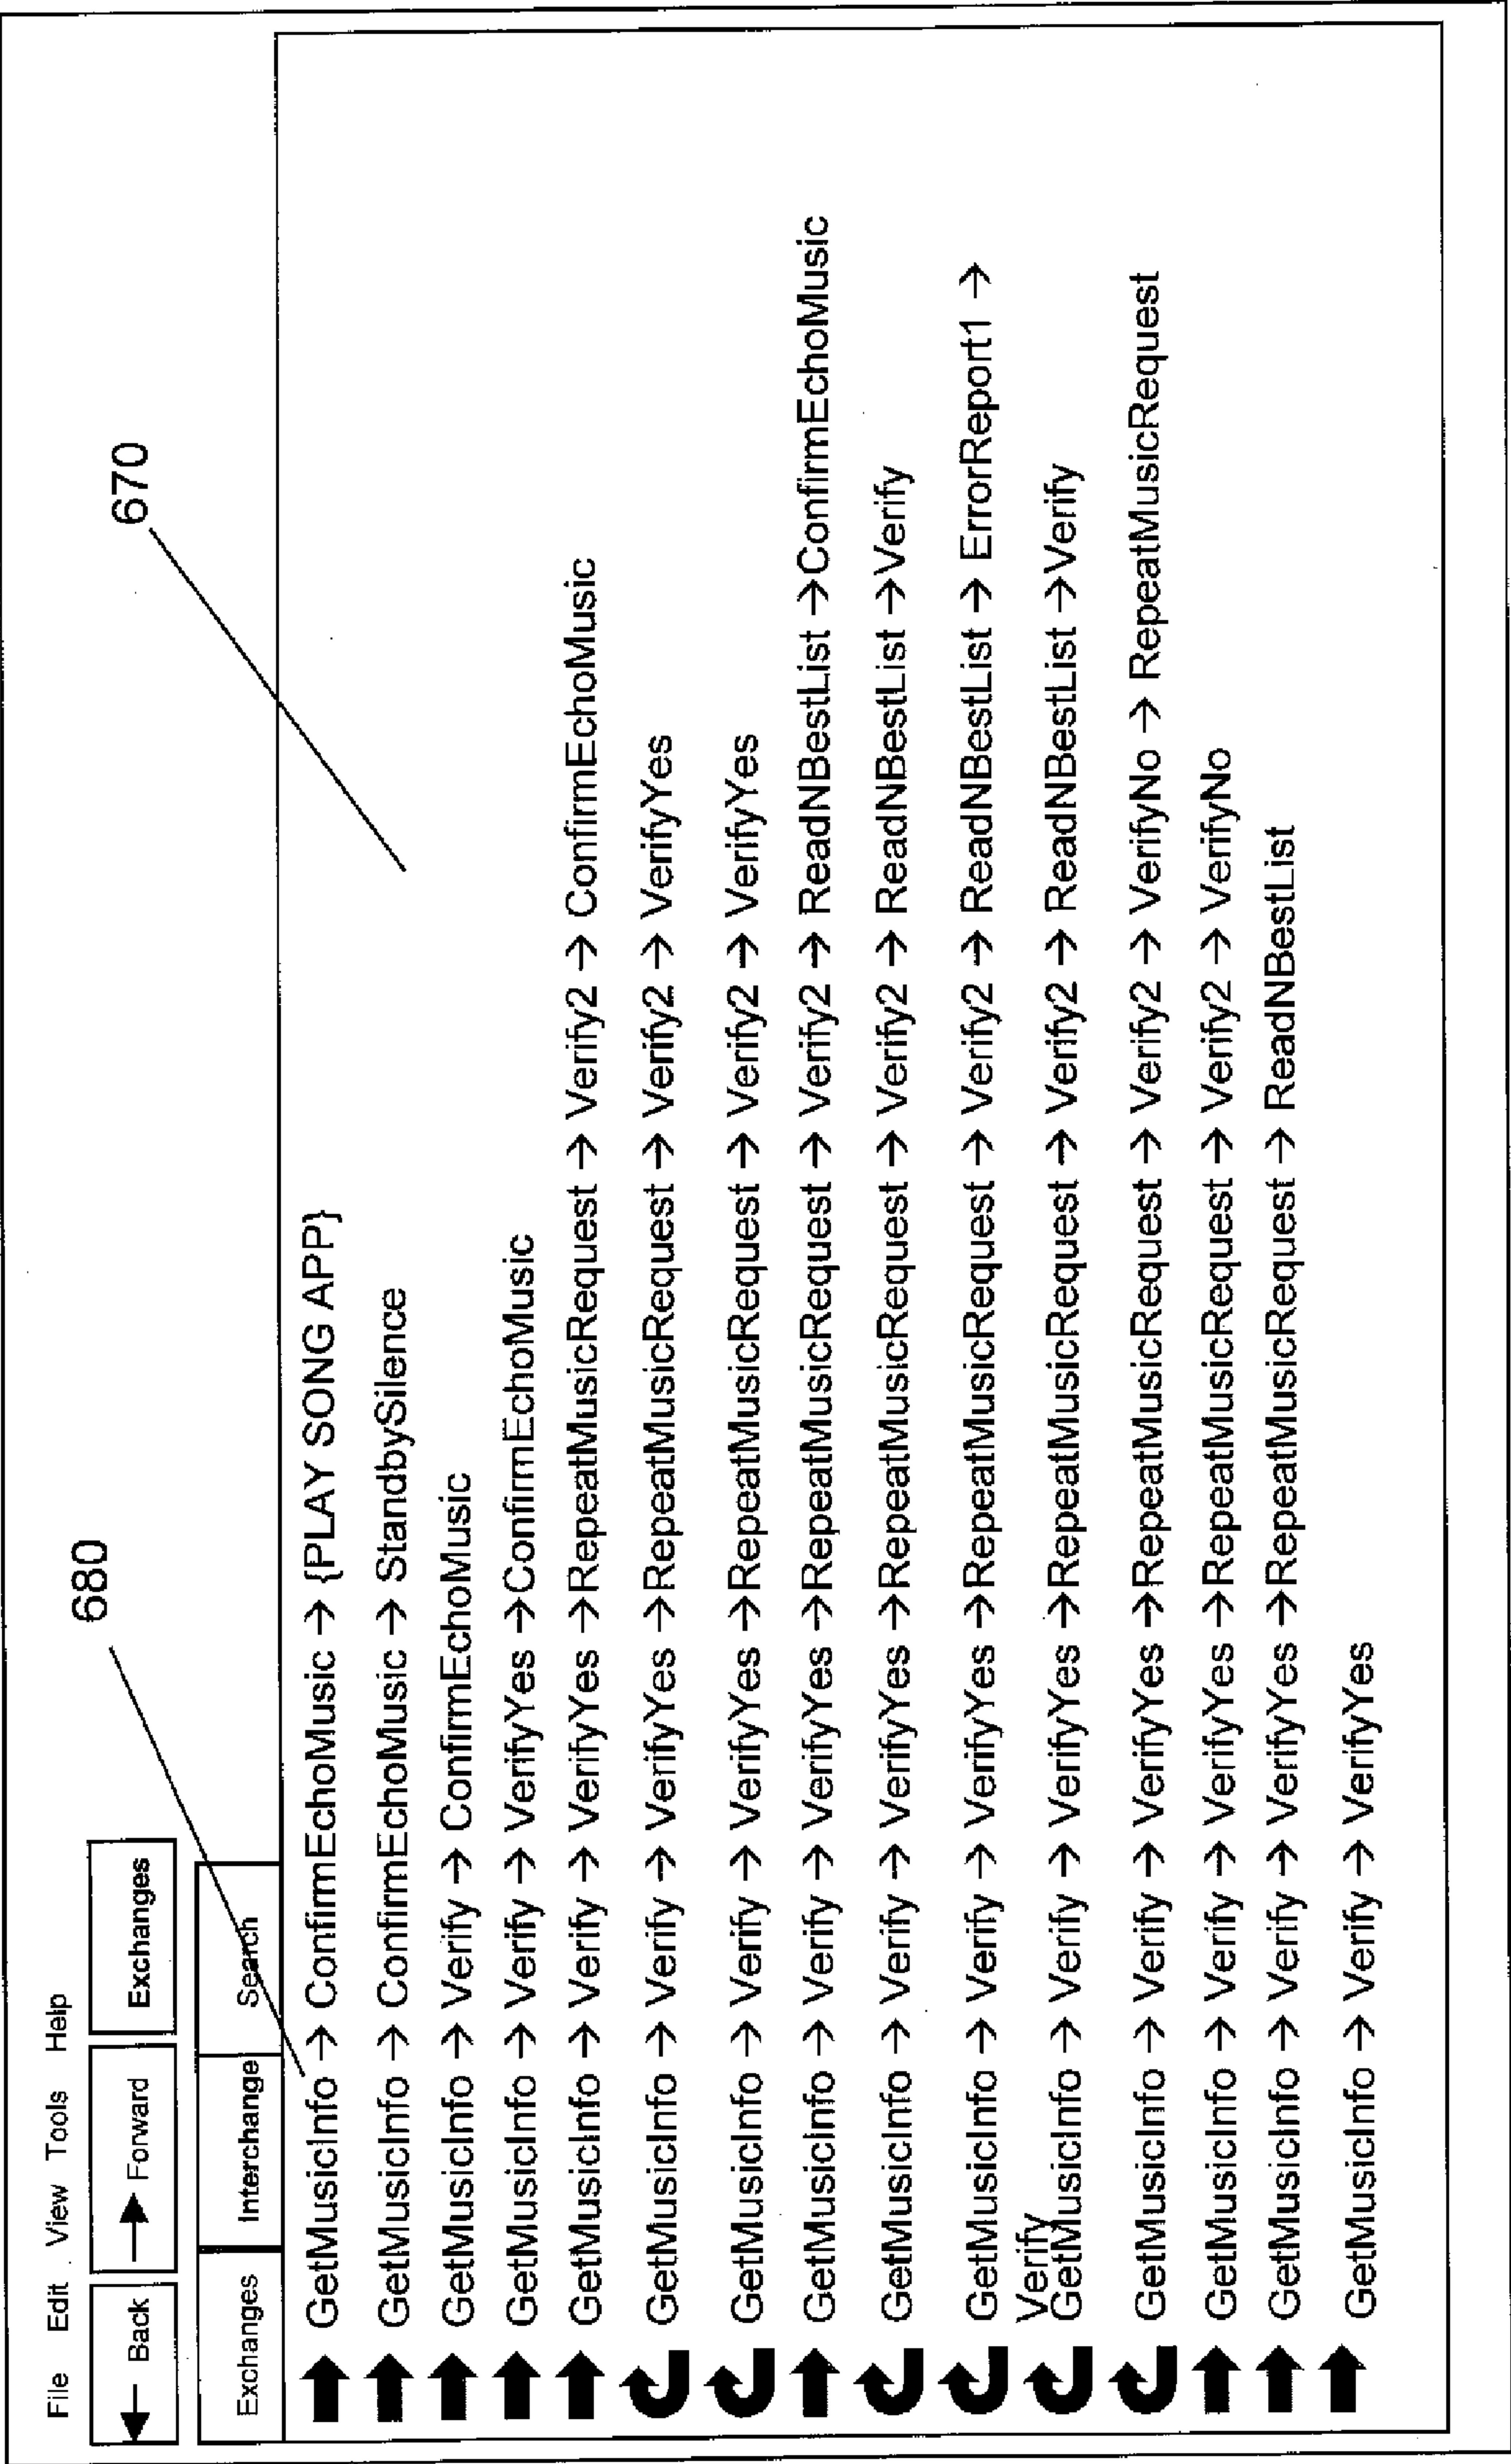 File Edit View Tools Help
← Back → Forward Exchanges
Exchanges Interchange Search
680
670
GetMusicInfo → ConfirmEchoMusic → {PLAY SONG APP}
GetMusicInfo → ConfirmEchoMusic → StandbySilence
GetMusicInfo → Verify → ConfirmEchoMusic
GetMusicInfo → Verify → VerifyYes →ConfirmEchoMusic
GetMusicInfo → Verify → VerifyYes →RepeatMusicRequest → Verify2 → ConfirmEchoMusic
GetMusicInfo → Verify → VerifyYes →RepeatMusicRequest → Verify2 → VerifyYes
GetMusicInfo → Verify → VerifyYes →RepeatMusicRequest → Verify2 → VerifyYes
GetMusicInfo → Verify → VerifyYes →RepeatMusicRequest → Verify2 → ReadNBestList →ConfirmEchoMusic
GetMusicInfo → Verify → VerifyYes →RepeatMusicRequest → Verify2 → ReadNBestList →Verify
GetMusicInfo → Verify → VerifyYes →RepeatMusicRequest → Verify2 → ReadNBestList → ErrorReport1 →
Verify
GetMusicInfo → Verify → VerifyYes →RepeatMusicRequest → Verify2 → ReadNBestList →Verify
GetMusicInfo → Verify → VerifyYes →RepeatMusicRequest → Verify2 → VerifyNo → RepeatMusicRequest
GetMusicInfo → Verify → VerifyYes →RepeatMusicRequest → Verify2 → VerifyNo
GetMusicInfo → Verify → VerifyYes →RepeatMusicRequest → ReadNBestList
GetMusicInfo → Verify → VerifyYes